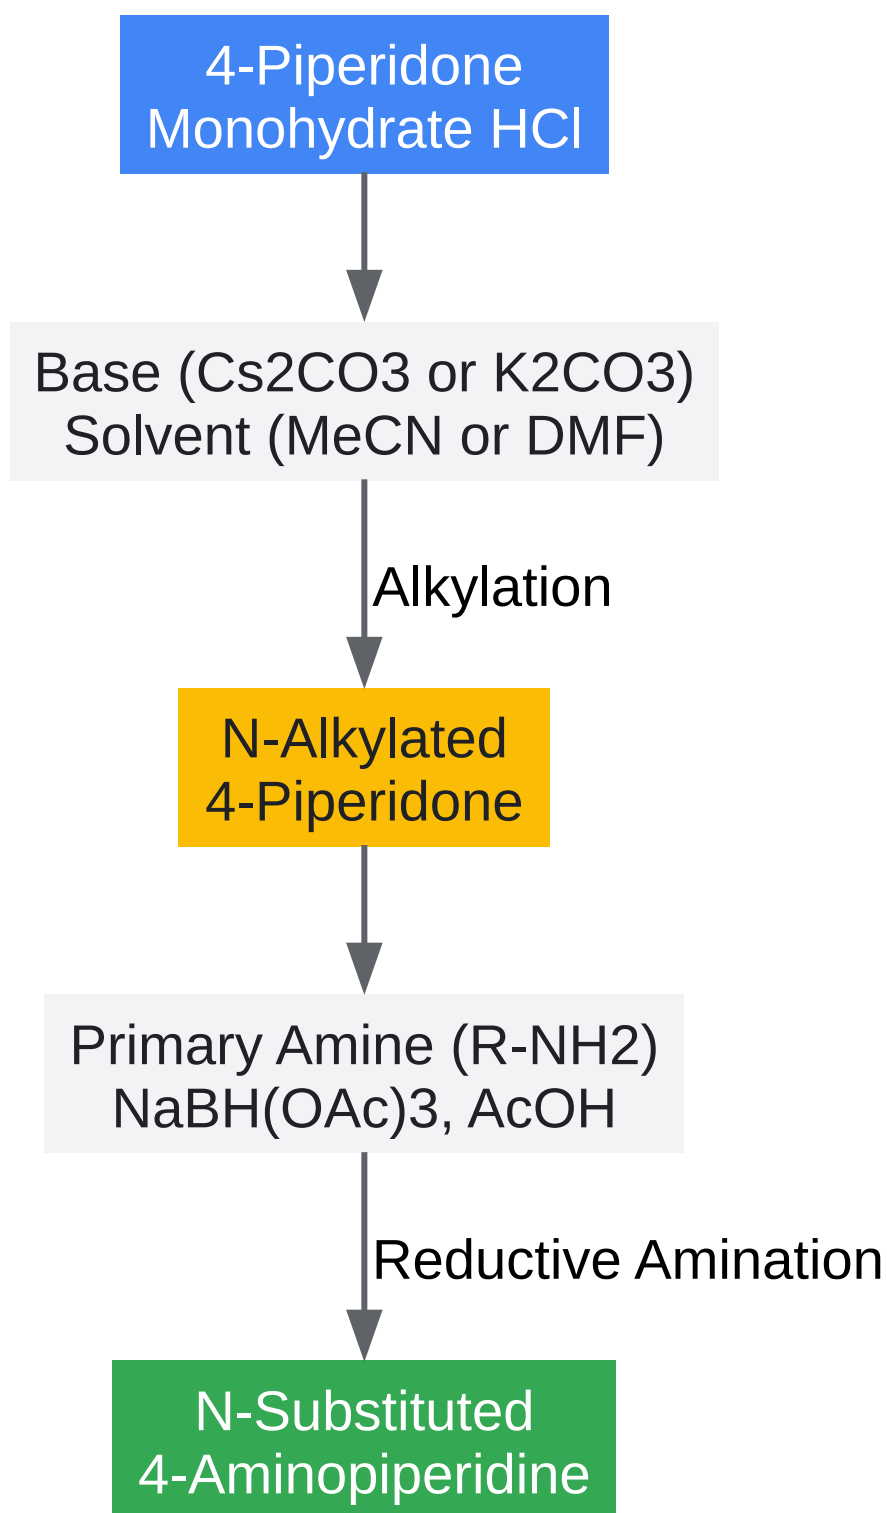 4-Piperidone
Monohydrate HCl
Base (Cs2CO3 or K2CO3)
Solvent (MeCN or DMF)
Alkylation
N-Alkylated
4-Piperidone
Primary Amine (R-NH2)
NaBH(OAc)3, AcOH
Reductive Amination
N-Substituted
4-Aminopiperidine